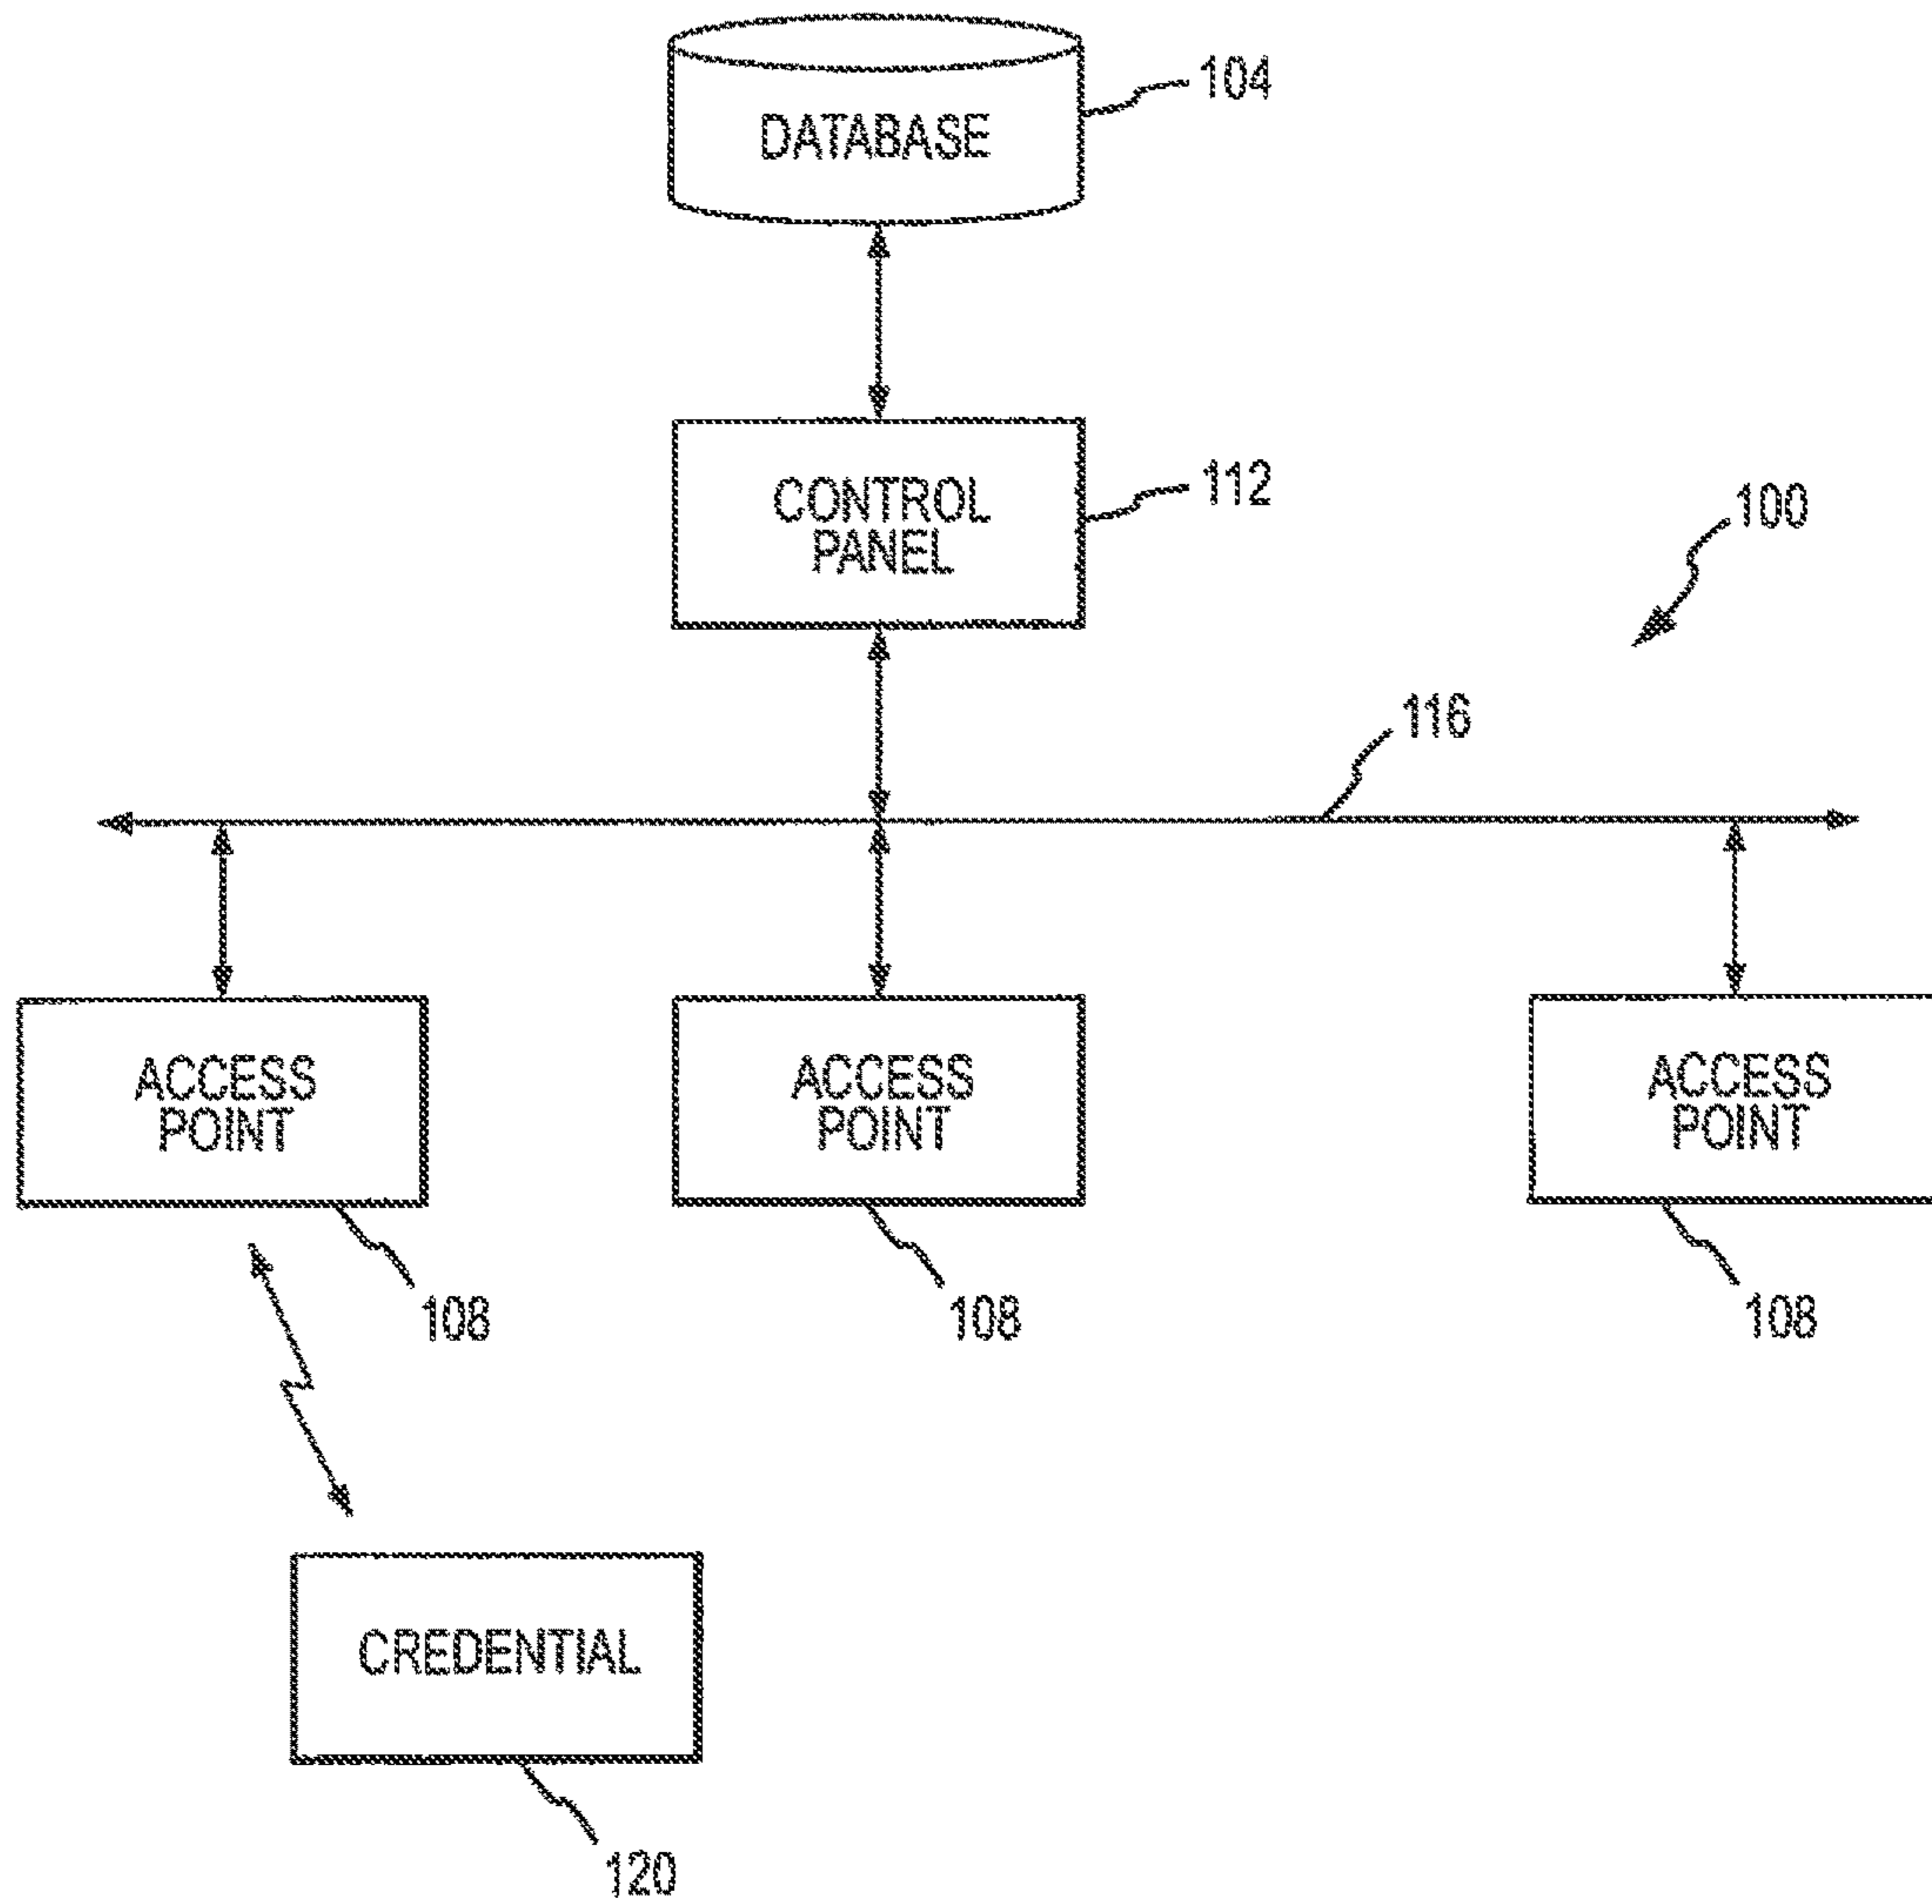 DATABASE
104
CONTROL
PANEL
112
100
116
ACCESS
POINT
ACCESS
POINT
ACCESS
POINT
108
108
108
CREDENTIAL
120